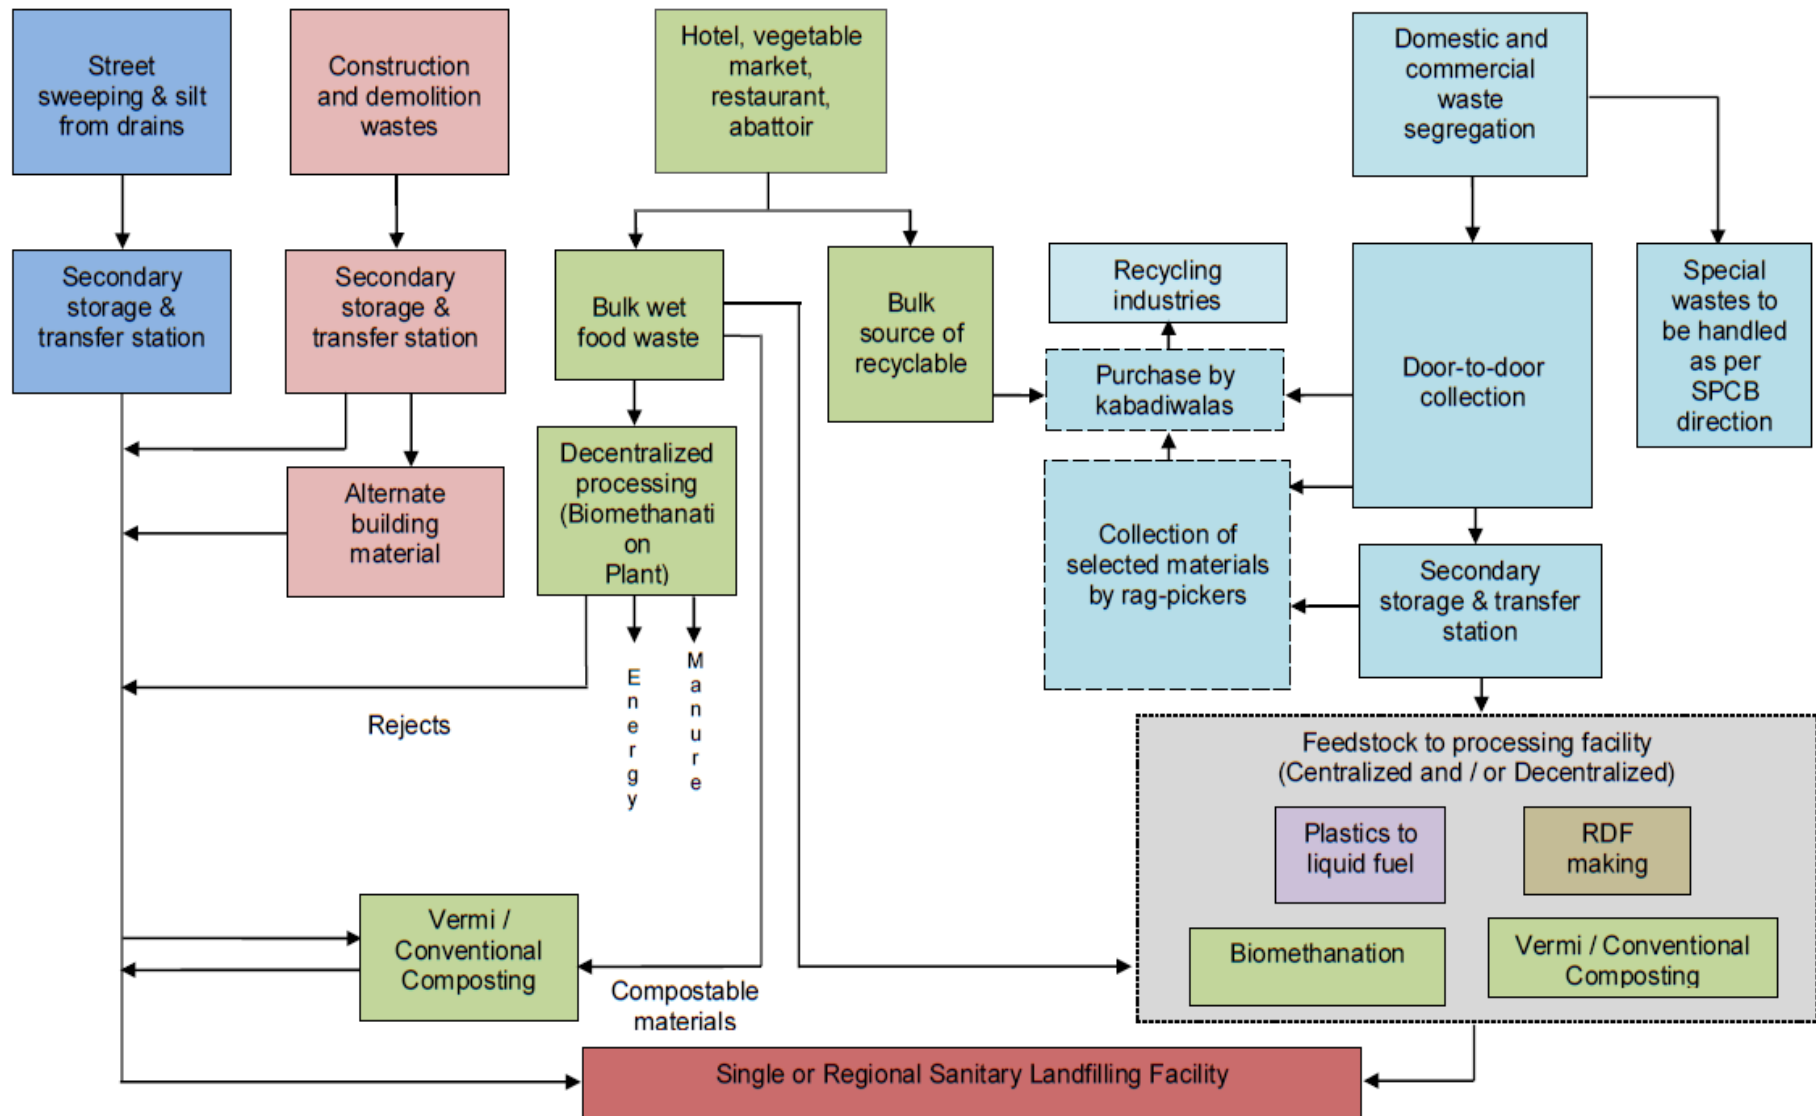 Street
sweeping & silt
from drains
Construction
and demolition
wastes
Hotel, vegetable
market,
restaurant,
abattoir
Domestic and
commercial
waste
segregation
Secondary
storage &
transfer station
Secondary
storage &
transfer station
Bulk wet
food waste
Bulk
source of
recyclable
Recycling
industries
Purchase by
kabadiwalas
Door-to-door
collection
Special
wastes to
be handled
as per
SPCB
direction
Alternate
building
material
Decentralized
processing
(Biomethanati
on
Plant)
Collection of
selected materials
by rag-pickers
Secondary
storage & transfer
station
Energy
Manure
Rejects
Feedstock to processing facility
(Centralized and / or Decentralized)
Plastics to
liquid fuel
RDF
making
Biomethanation
Vermi / Conventional
Composting
Vermi /
Conventional
Composting
Compostable
materials
Single or Regional Sanitary Landfilling Facility